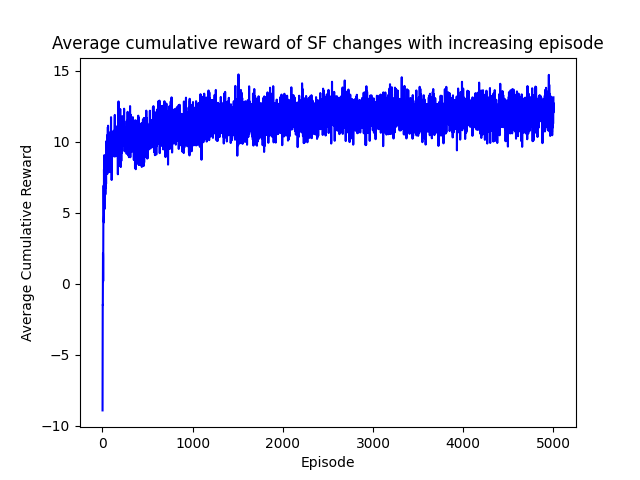 Average cumulative reward of SF changes with increasing episode
15
10
5
0
−5
−10
Average Cumulative Reward
0 1000 2000 3000 4000 5000
Episode